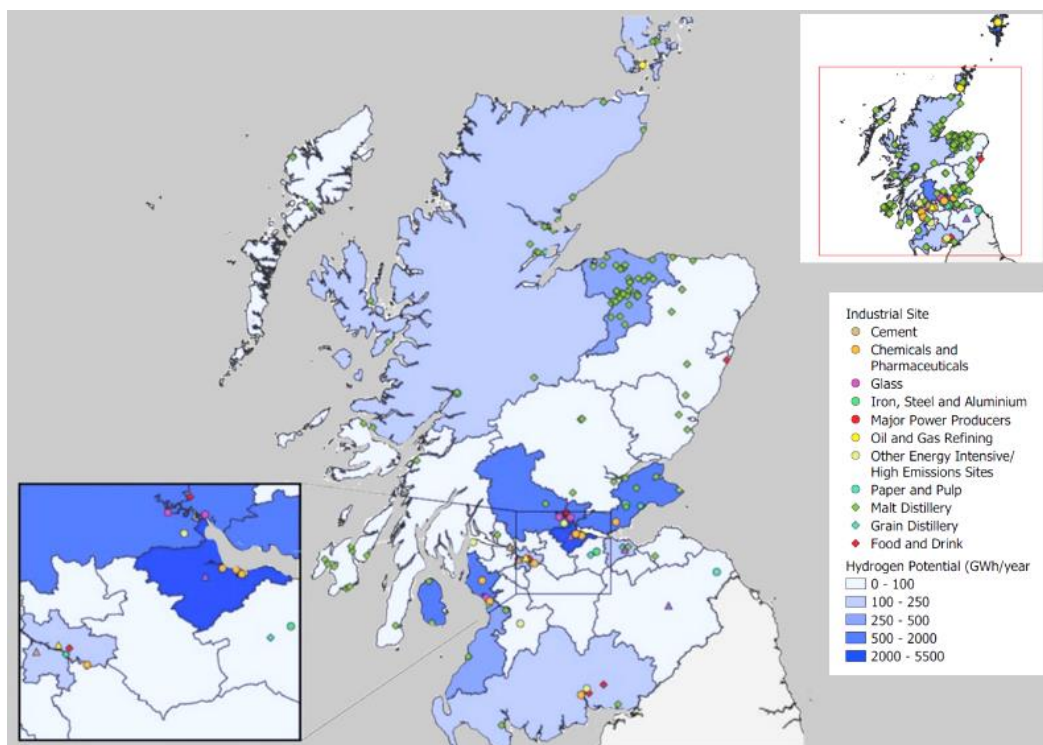 Industrial Site
Cement
Chemicals and
Pharmaceuticals
Glass
Iron, Steel and Aluminium
Major Power Producers
Oil and Gas Refining
Other Energy Intensive/
High Emissions Sites
Paper and Pulp
Malt Distillery
Grain Distillery
Food and Drink
Hydrogen Potential (GWh/year
0 - 100
100 - 250
250 - 500
500 - 2000
2000 - 5500